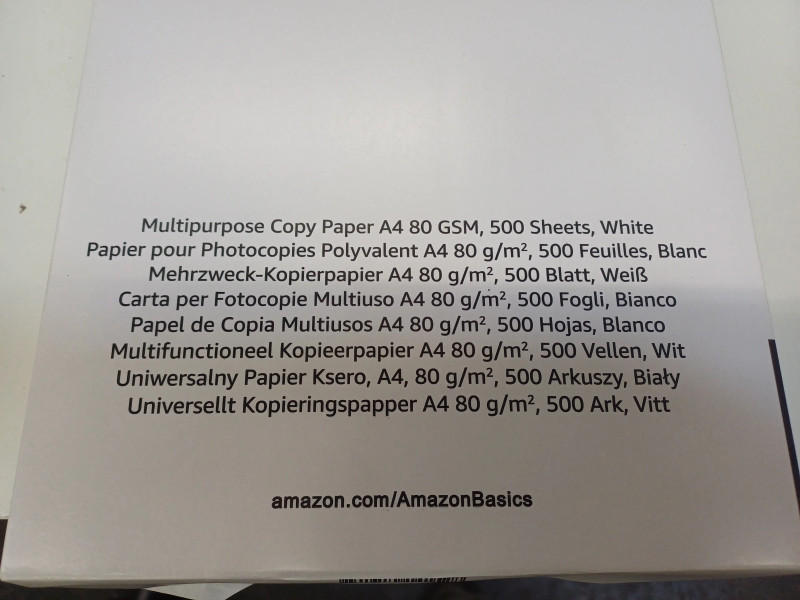 Multipurpose Copy Paper A4 80 GSM, 500 Sheets, White
Papier pour Photocopies Polyvalent A4 80 g/m², 500 Feuilles, Blanc
Mehrzweck-Kopierpapier A4 80 g/m², 500 Blatt, Weiß
Carta per Fotocopie Multiuso A4 80 g/m², 500 Fogli, Bianco
Papel de Copia Multiusos A4 80 g/m², 500 Hojas, Blanco
Multifunctioneel Kopieerpapier A4 80 g/m², 500 Vellen, Wit
Uniwersalny Papier Ksero, A4, 80 g/m², 500 Arkuszy, Biały
Universellt Kopieringspapper A4 80 g/m², 500 Ark, Vitt
amazon.com/AmazonBasics